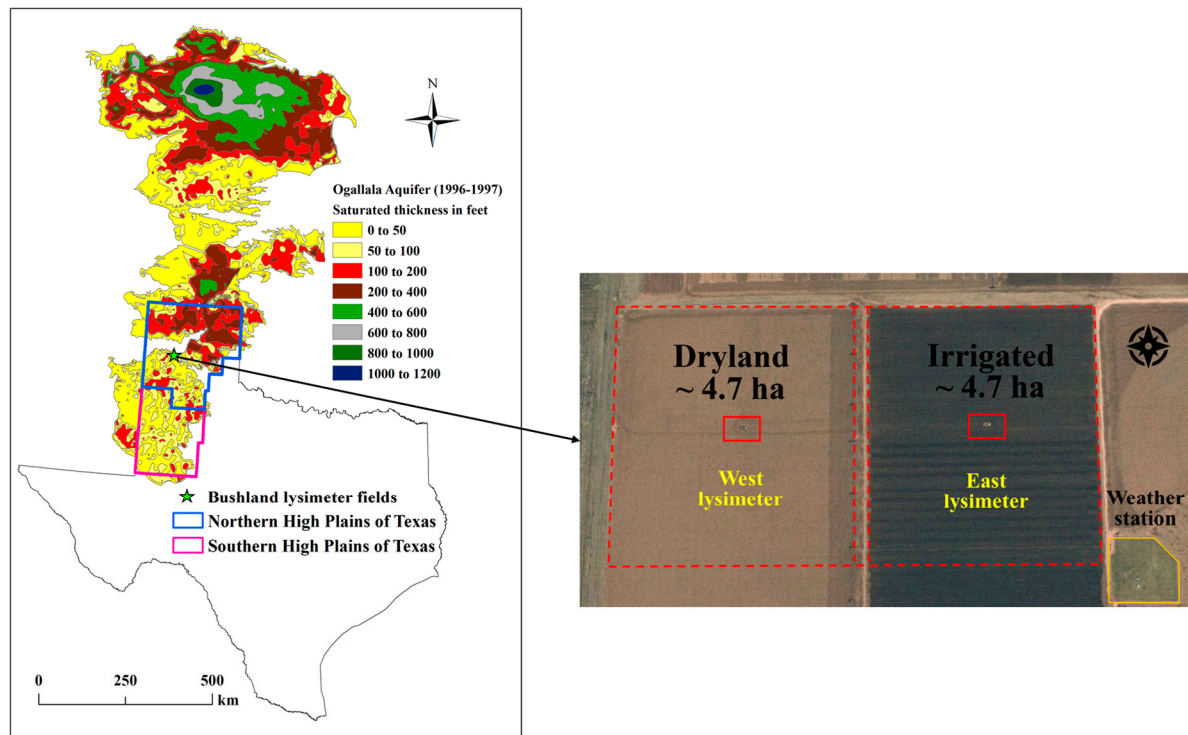 N
Ogallala Aquifer (1996-1997)
Saturated thickness in feet
0 to 50
50 to 100
100 to 200
200 to 400
400 to 600
600 to 800
800 to 1000
1000 to 1200
Bushland lysimeter fields
Northern High Plains of Texas
Southern High Plains of Texas
0 250 500
km
Dryland
~ 4.7 ha
Irrigated
~ 4.7 ha
West
lysimeter
East
lysimeter
Weather
station